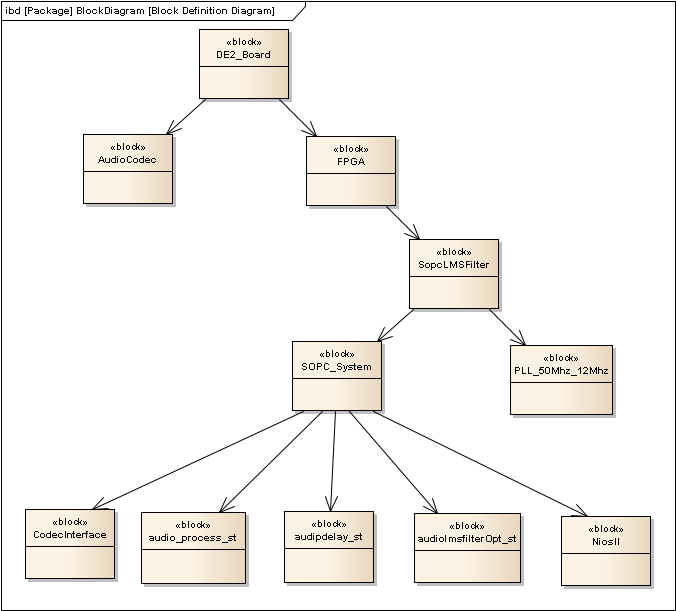 ibd [Package] BlockDiagram [Block Definition Diagram]
«block»
DE2_Board
«block»
AudioCodec
«block»
FPGA
«block»
SopcLMSFilter
«block»
SOPC_System
«block»
PLL_50Mhz_12Mhz
«block»
CodecInterface
«block»
audio_process_st
«block»
audipdelay_st
«block»
audiolmsfilterOpt_st
«block»
NiosII